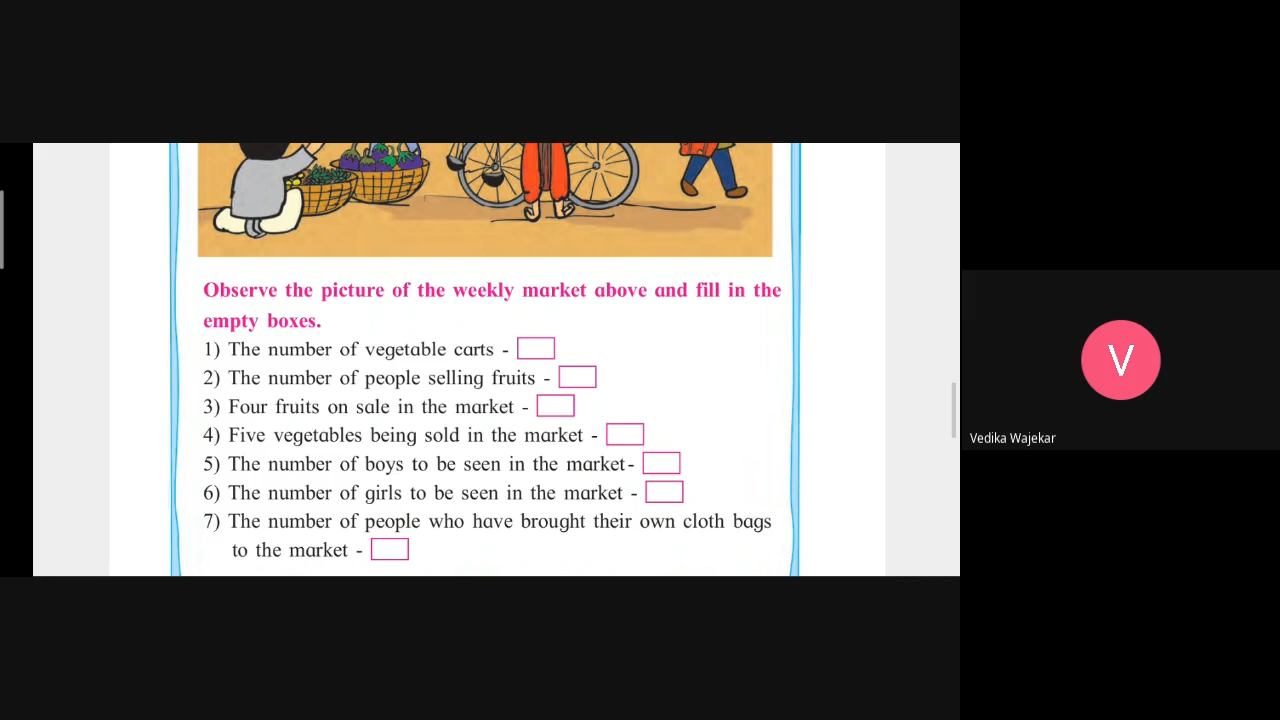 Observe the picture of the weekly market above and fill in the
empty boxes.
1) The number of vegetable carts -
2) The number of people selling fruits -
3) Four fruits on sale in the market -
4) Five vegetables being sold in the market -
5) The number of boys to be seen in the market-
6) The number of girls to be seen in the market -
7) The number of people who have brought their own cloth bags
to the market -
V
Vedika Wajekar